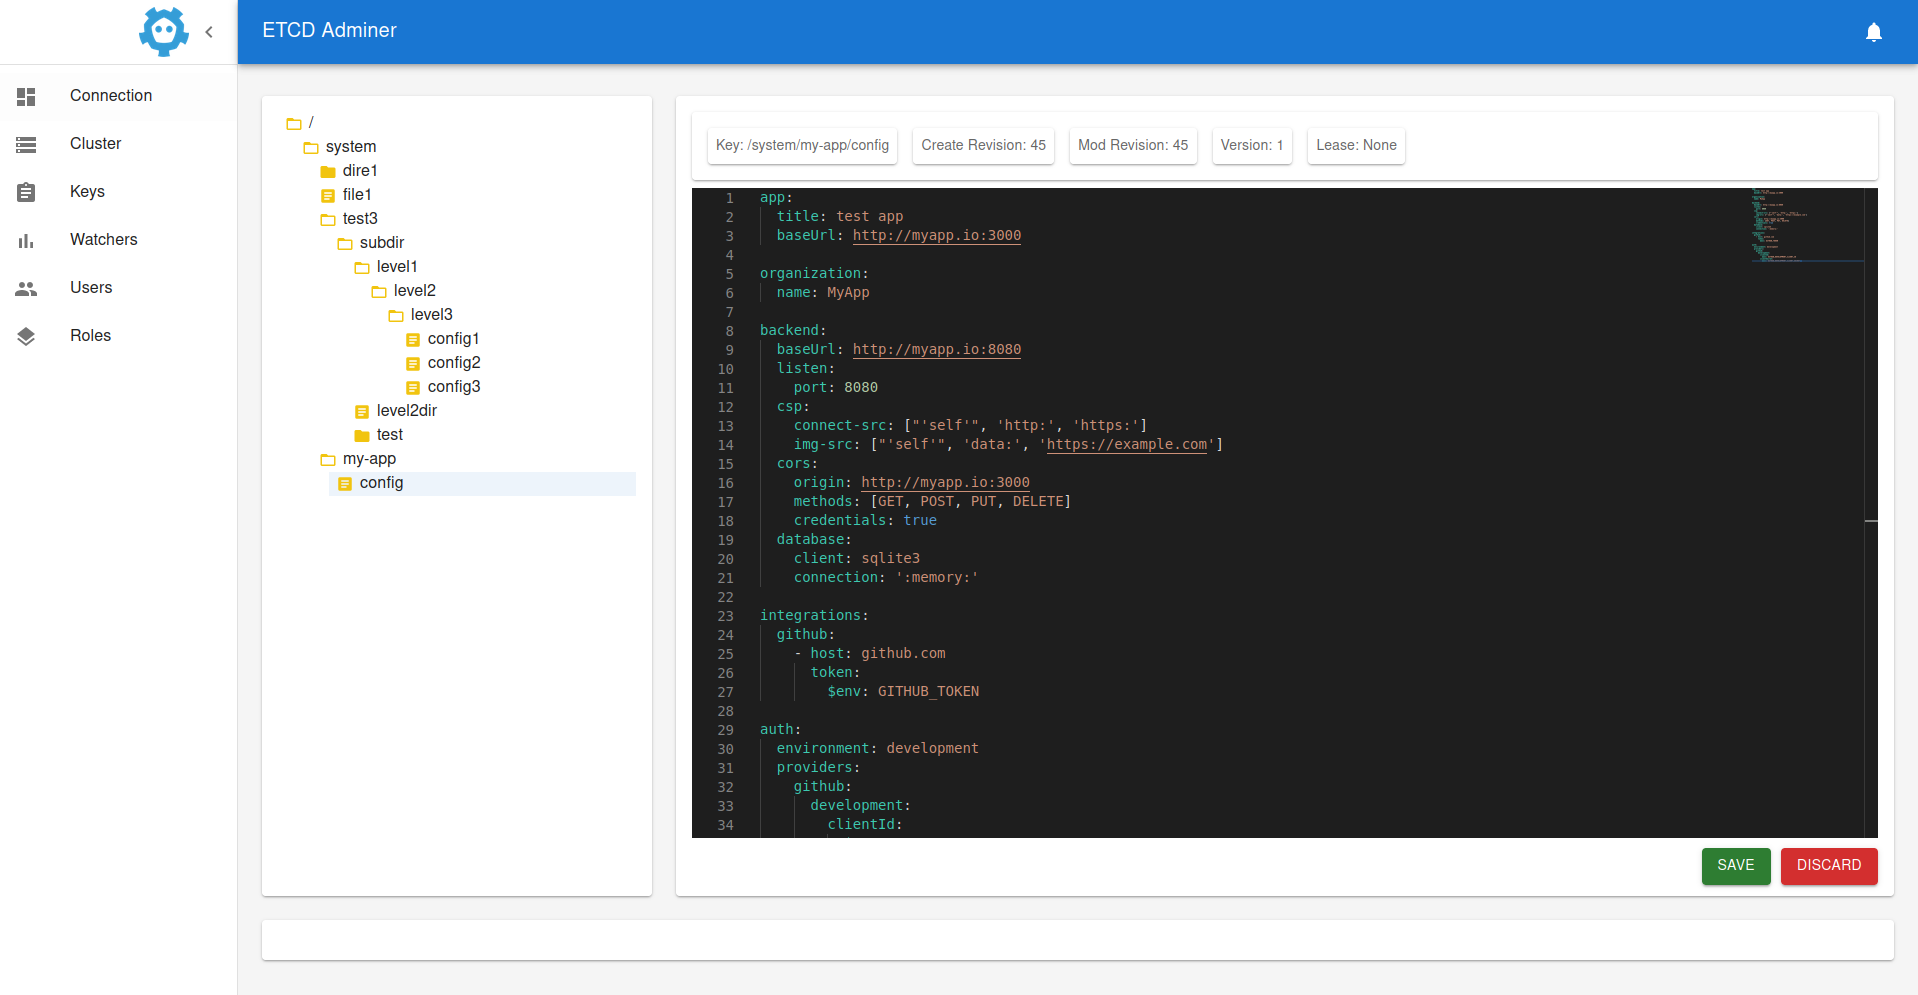 ETCD Adminer
Connection
Cluster
Keys
Watchers
Users
Roles
/
system
dire1
file1
test3
subdir
level1
level2
level3
config1
config2
config3
level2dir
test
my-app
config
Key: /system/my-app/config
Create Revision: 45
Mod Revision: 45
Version: 1
Lease: None
1 app:
2 title: test app
3 baseUrl: http://myapp.io:3000
4
5 organization:
6 name: MyApp
7
8 backend:
9 baseUrl: http://myapp.io:8080
10 listen:
11 port: 8080
12 csp:
13 connect-src: ["'self'", 'http:', 'https:']
14 img-src: ["'self'", 'data:', 'https://example.com']
15 cors:
16 origin: http://myapp.io:3000
17 methods: [GET, POST, PUT, DELETE]
18 credentials: true
19 database:
20 client: sqlite3
21 connection: ':memory:'
22
23 integrations:
24 github:
25 - host: github.com
26 token:
27 $env: GITHUB_TOKEN
28
29 auth:
30 environment: development
31 providers:
32 github:
33 development:
34 clientId:
SAVE
DISCARD